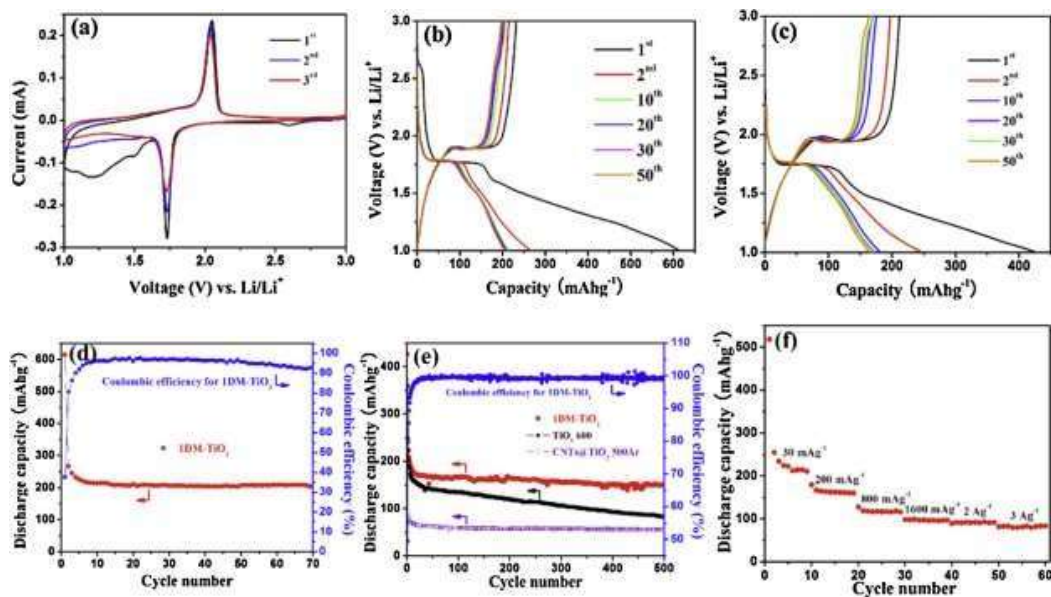 (a)
1st
2nd
3rd
0.2
0.1
0.0
-0.1
-0.2
-0.3
Current (mA)
1.0
1.5
2.0
2.5
3.0
Voltage (V) vs. Li/Li+
(b)
1st
2nd
10th
20th
30th
50th
3.0
2.5
2.0
1.5
1.0
Voltage (V) vs. Li/Li+
0
100
200
300
400
500
600
Capacity (mAhg-1)
(c)
1st
2nd
10th
20th
30th
50th
3.0
2.5
2.0
1.5
1.0
Voltage (V) vs. Li/Li+
0
100
200
300
400
Capacity (mAhg-1)
(d)
Coulombic efficiency for 1DM-TiO2
1DM-TiO2
600
500
400
300
200
100
0
Discharge capacity (mAhg-1)
100
90
80
70
60
50
40
30
20
10
0
Coulombic efficiency (%)
0
10
20
30
40
50
60
70
Cycle number
(e)
Coulombic efficiency for 1DM-TiO2
1DM-TiO2
TiO2 600
CNTs@TiO2 500Ar
400
300
200
100
0
Discharge capacity (mAhg-1)
110
100
90
80
70
60
50
Coulombic efficiency (%)
0
100
200
300
400
500
Cycle number
(f)
30 mAg-1
200 mAg-1
800 mAg-1
1600 mAg-1
2 Ag-1
3 Ag-1
500
400
300
200
100
0
Discharge capacity (mAhg-1)
0
10
20
30
40
50
60
Cycle number